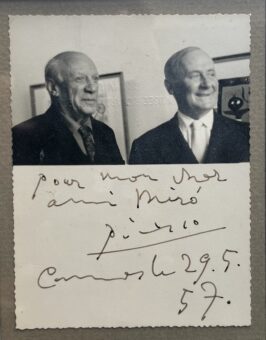 pour mon cher
ami Miró
Picasso
Cannes le 29.5.
57.